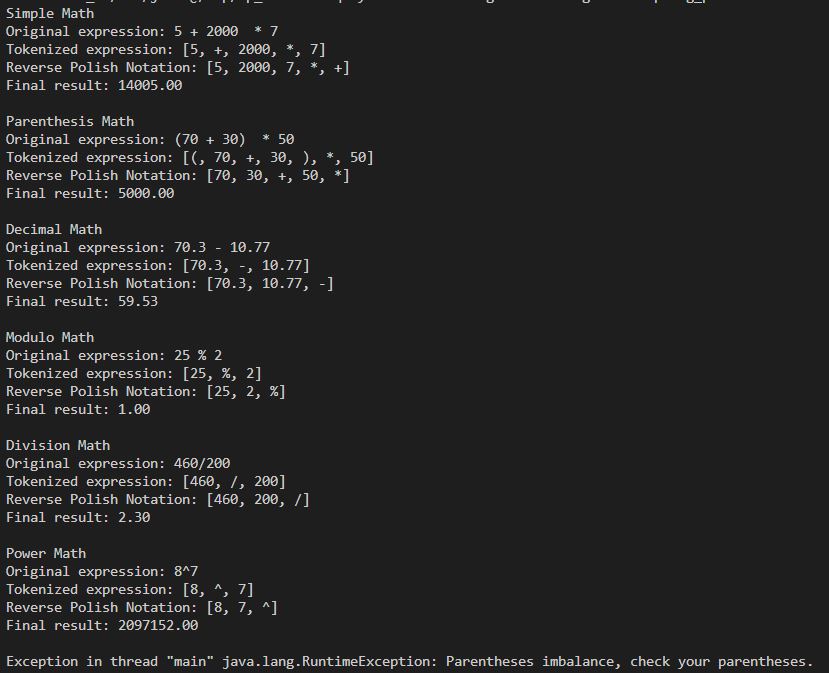 Simple Math
Original expression: 5 + 2000  * 7
Tokenized expression: [5, +, 2000, *, 7]
Reverse Polish Notation: [5, 2000, 7, *, +]
Final result: 14005.00
Parenthesis Math
Original expression: (70 + 30)  * 50
Tokenized expression: [(, 70, +, 30, ), *, 50]
Reverse Polish Notation: [70, 30, +, 50, *]
Final result: 5000.00
Decimal Math
Original expression: 70.3 - 10.77
Tokenized expression: [70.3, -, 10.77]
Reverse Polish Notation: [70.3, 10.77, -]
Final result: 59.53
Modulo Math
Original expression: 25 % 2
Tokenized expression: [25, %, 2]
Reverse Polish Notation: [25, 2, %]
Final result: 1.00
Division Math
Original expression: 460/200
Tokenized expression: [460, /, 200]
Reverse Polish Notation: [460, 200, /]
Final result: 2.30
Power Math
Original expression: 8^7
Tokenized expression: [8, ^, 7]
Reverse Polish Notation: [8, 7, ^]
Final result: 2097152.00
Exception in thread "main" java.lang.RuntimeException: Parentheses imbalance, check your parentheses.